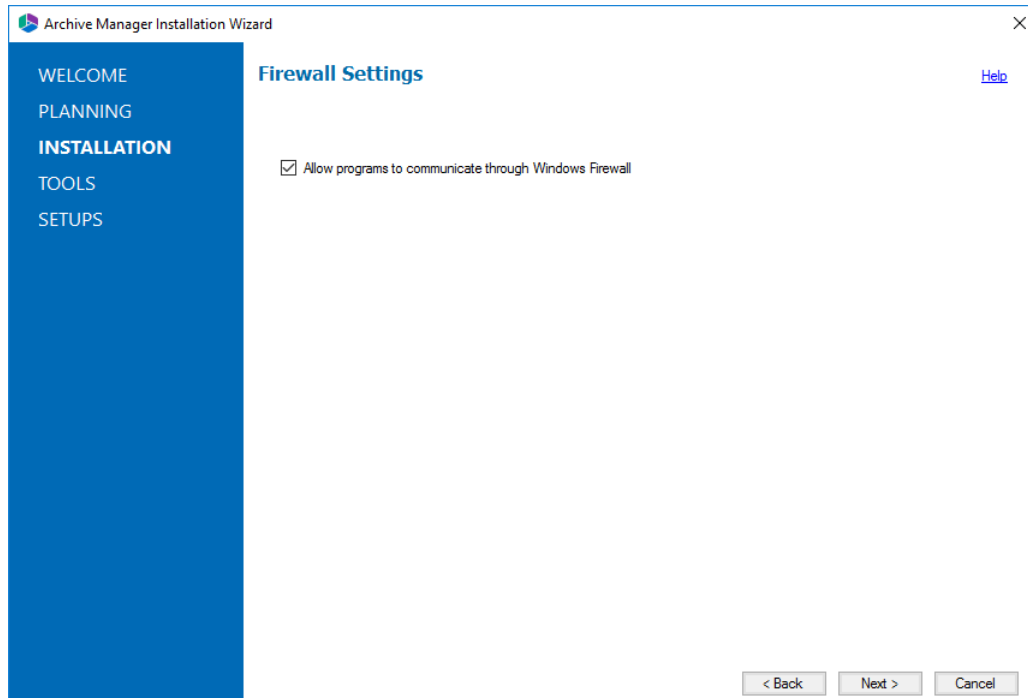 Archive Manager Installation Wizard
WELCOME
PLANNING
INSTALLATION
TOOLS
SETUPS
Firewall Settings
Help
Allow programs to communicate through Windows Firewall
< Back
Next >
Cancel